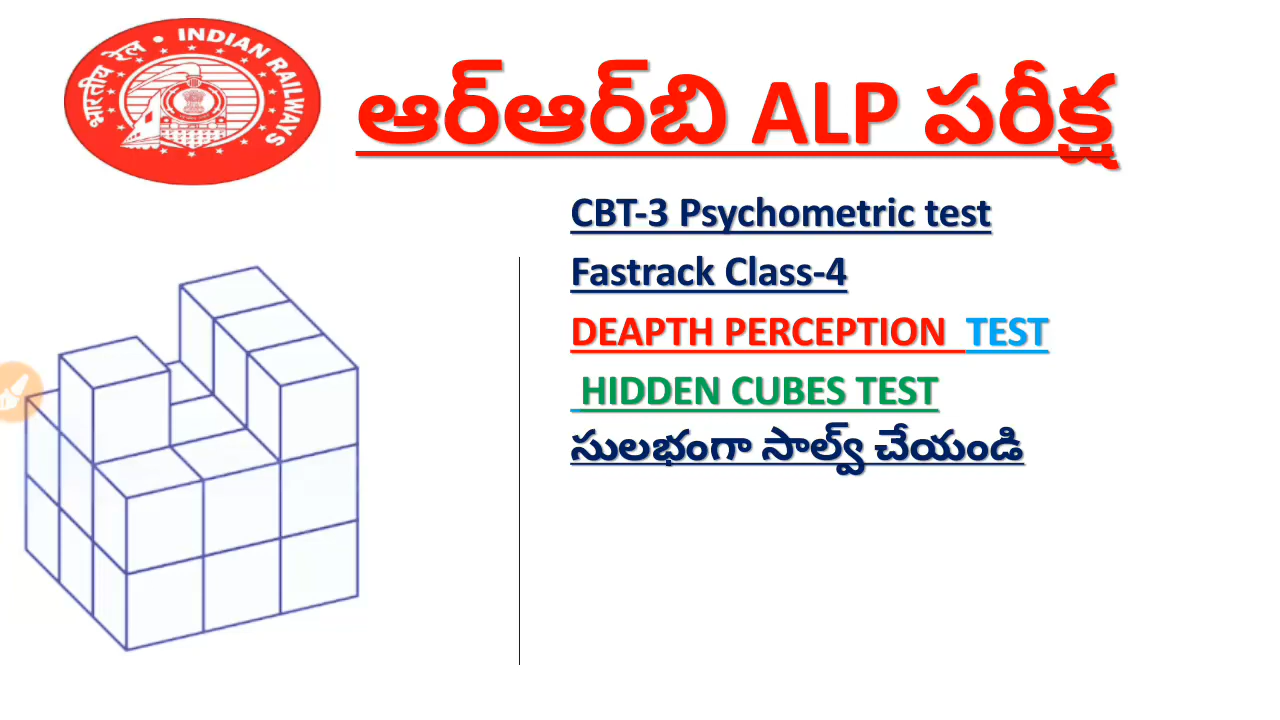 भारतीय रेल • INDIAN RAILWAYS
ఆర్ఆర్‌బి ALP పరీక్ష
CBT-3 Psychometric test
Fastrack Class-4
DEAPTH PERCEPTION TEST
HIDDEN CUBES TEST
సులభంగా సాల్వ్ చేయండి